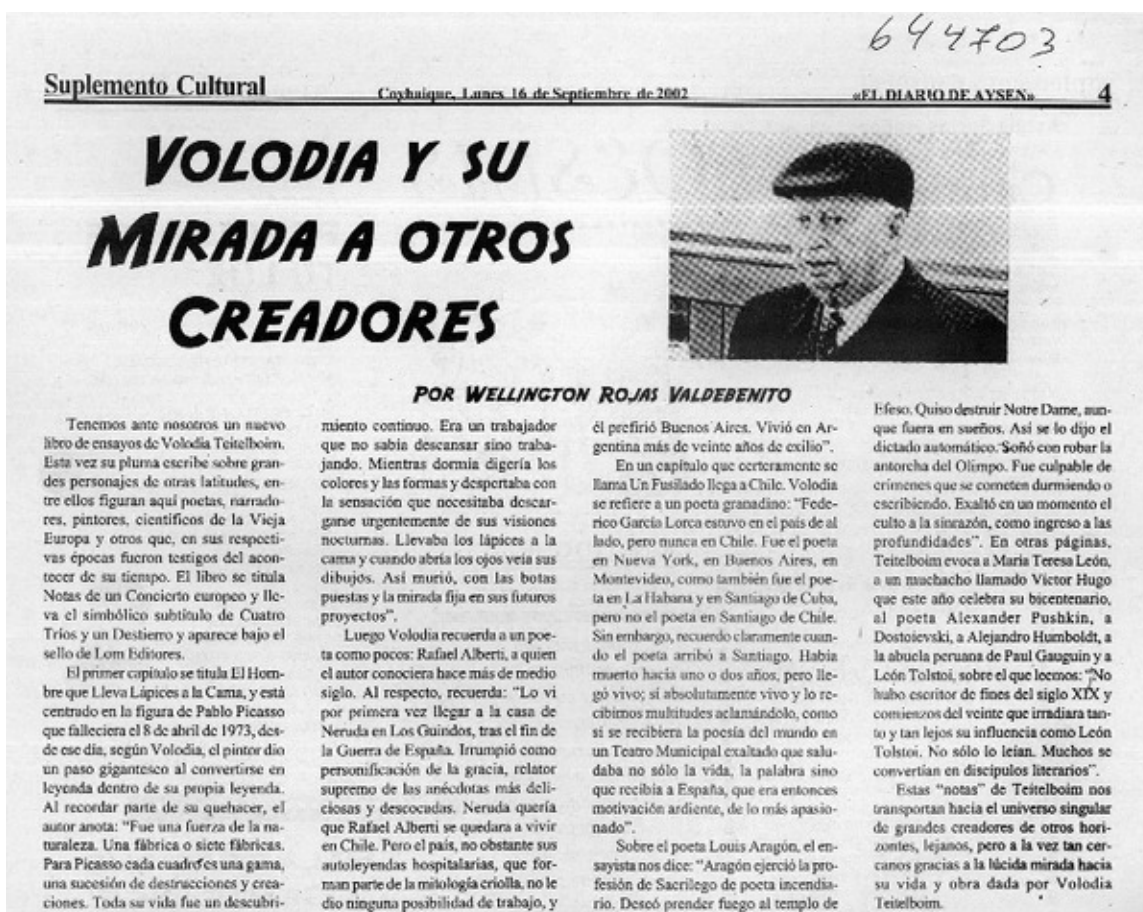 644703
Suplemento Cultural
Coyhaique, Lunes 16 de Septiembre de 2002
«EL DIARIO DE AYSEN»
4
VOLODIA Y SU
MIRADA A OTROS
CREADORES
POR WELLINGTON ROJAS VALDEBENITO
Tenemos ante nosotros un nuevo
libro de ensayos de Volodia Teitelboim.
Esta vez su pluma escribe sobre gran-
des personajes de otras latitudes, en-
tre ellos figuran aquí poetas, narrado-
res, pintores, científicos de la Vieja
Europa y otros que, en sus respecti-
vas épocas fueron testigos del acon-
tecer de su tiempo. El libro se titula
Notas de un Concierto europeo y lle-
va el simbólico subtitulo de Cuatro
Tríos y un Destierro y aparece bajo el
sello de Lom Editores.
El primer capítulo se titula El Hom-
bre que Lleva Lápices a la Cama, y está
centrado en la figura de Pablo Picasso
que falleciera el 8 de abril de 1973, des-
de ese día, según Volodia, el pintor dio
un paso gigantesco al convertirse en
leyenda dentro de su propia leyenda.
Al recordar parte de su quehacer, el
autor anota: "Fue una fuerza de la na-
turaleza. Una fábrica o siete fábricas.
Para Picasso cada cuadro es una gama,
una sucesión de destrucciones y crea-
ciones. Toda su vida fue un descubri-
miento continuo. Era un trabajador
que no sabía descansar sino traba-
jando. Mientras dormía digería los
colores y las formas y despertaba con
la sensación que necesitaba descar-
garse urgentemente de sus visiones
nocturnas. Llevaba los lápices a la
cama y cuando abría los ojos veía sus
dibujos. Así murió, con las botas
puestas y la mirada fija en sus futuros
proyectos".
Luego Volodia recuerda a un poe-
ta como pocos: Rafael Alberti, a quien
el autor conociera hace más de medio
siglo. Al respecto, recuerda: "Lo vi
por primera vez llegar a la casa de
Neruda en Los Guindos, tras el fin de
la Guerra de España. Irrumpió como
personificación de la gracia, relator
supremo de las anécdotas más deli-
ciosas y descocadas. Neruda quería
que Rafael Alberti se quedara a vivir
en Chile. Pero el país, no obstante sus
autoleyendas hospitalarias, que for-
man parte de la mitología criolla, no le
dio ninguna posibilidad de trabajo, y
él prefirió Buenos Aires. Vivió en Ar-
gentina más de veinte años de exilio".
En un capítulo que certeramente se
llama Un Fusilado llega a Chile. Volodia
se refiere a un poeta granadino: "Fede-
rico García Lorca estuvo en el país de al
lado, pero nunca en Chile. Fue el poeta
en Nueva York, en Buenos Aires, en
Montevideo, como también fue el poe-
ta en La Habana y en Santiago de Cuba,
pero no el poeta en Santiago de Chile.
Sin embargo, recuerdo claramente cuan-
do el poeta arribó a Santiago. Había
muerto hacía uno o dos años, pero lle-
gó vivo; sí absolutamente vivo y lo re-
cibimos multitudes aclamándolo, como
si se recibiera la poesía del mundo en
un Teatro Municipal exaltado que salu-
daba no sólo la vida, la palabra sino
que recibía a España, que era entonces
motivación ardiente, de lo más apasio-
nado".
Sobre el poeta Louis Aragón, el en-
sayista nos dice: "Aragón ejerció la pro-
fesión de Sacrílego de poeta incendia-
rio. Deseó prender fuego al templo de
Efeso. Quiso destruir Notre Dame, aun-
que fuera en sueños. Así se lo dijo el
dictado automático. Soñó con robar la
antorcha del Olimpo. Fue culpable de
crímenes que se cometen durmiendo o
escribiendo. Exaltó en un momento el
culto a la sinrazón, como ingreso a las
profundidades". En otras páginas,
Teitelboim evoca a María Teresa León,
a un muchacho llamado Víctor Hugo
que este año celebra su bicentenario,
al poeta Alexander Pushkin, a
Dostoievski, a Alejandro Humboldt, a
la abuela peruana de Paul Gauguin y a
León Tolstoi, sobre el que leemos: "No
hubo escritor de fines del siglo XIX y
comienzos del veinte que irradiara tan-
to y tan lejos su influencia como León
Tolstoi. No sólo lo leían. Muchos se
convertían en discípulos literarios".
Estas "notas" de Teitelboim nos
transportan hacia el universo singular
de grandes creadores de otros hori-
zontes, lejanos, pero a la vez tan cer-
canos gracias a la lúcida mirada hacia
su vida y obra dada por Volodia
Teitelboim.